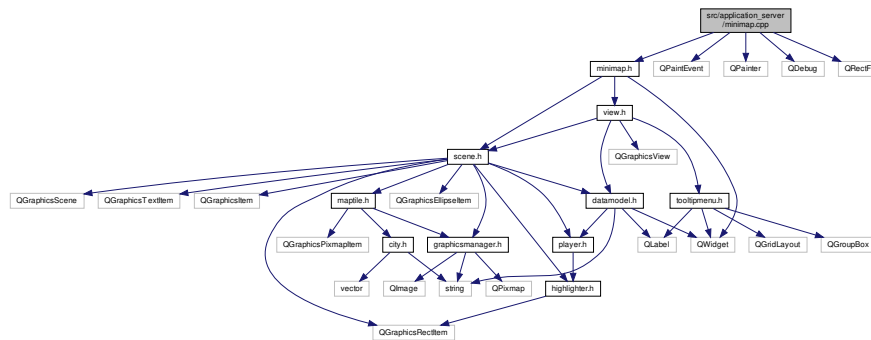 src/application_server
/minimap.cpp
minimap.h
QPaintEvent
QPainter
QDebug
QRectF
view.h
scene.h
QGraphicsView
QGraphicsScene
QGraphicsTextItem
QGraphicsItem
maptile.h
QGraphicsEllipseItem
datamodel.h
tooltipmenu.h
QGraphicsPixmapItem
city.h
graphicsmanager.h
player.h
QLabel
QWidget
QGridLayout
QGroupBox
vector
QImage
string
QPixmap
highlighter.h
QGraphicsRectItem